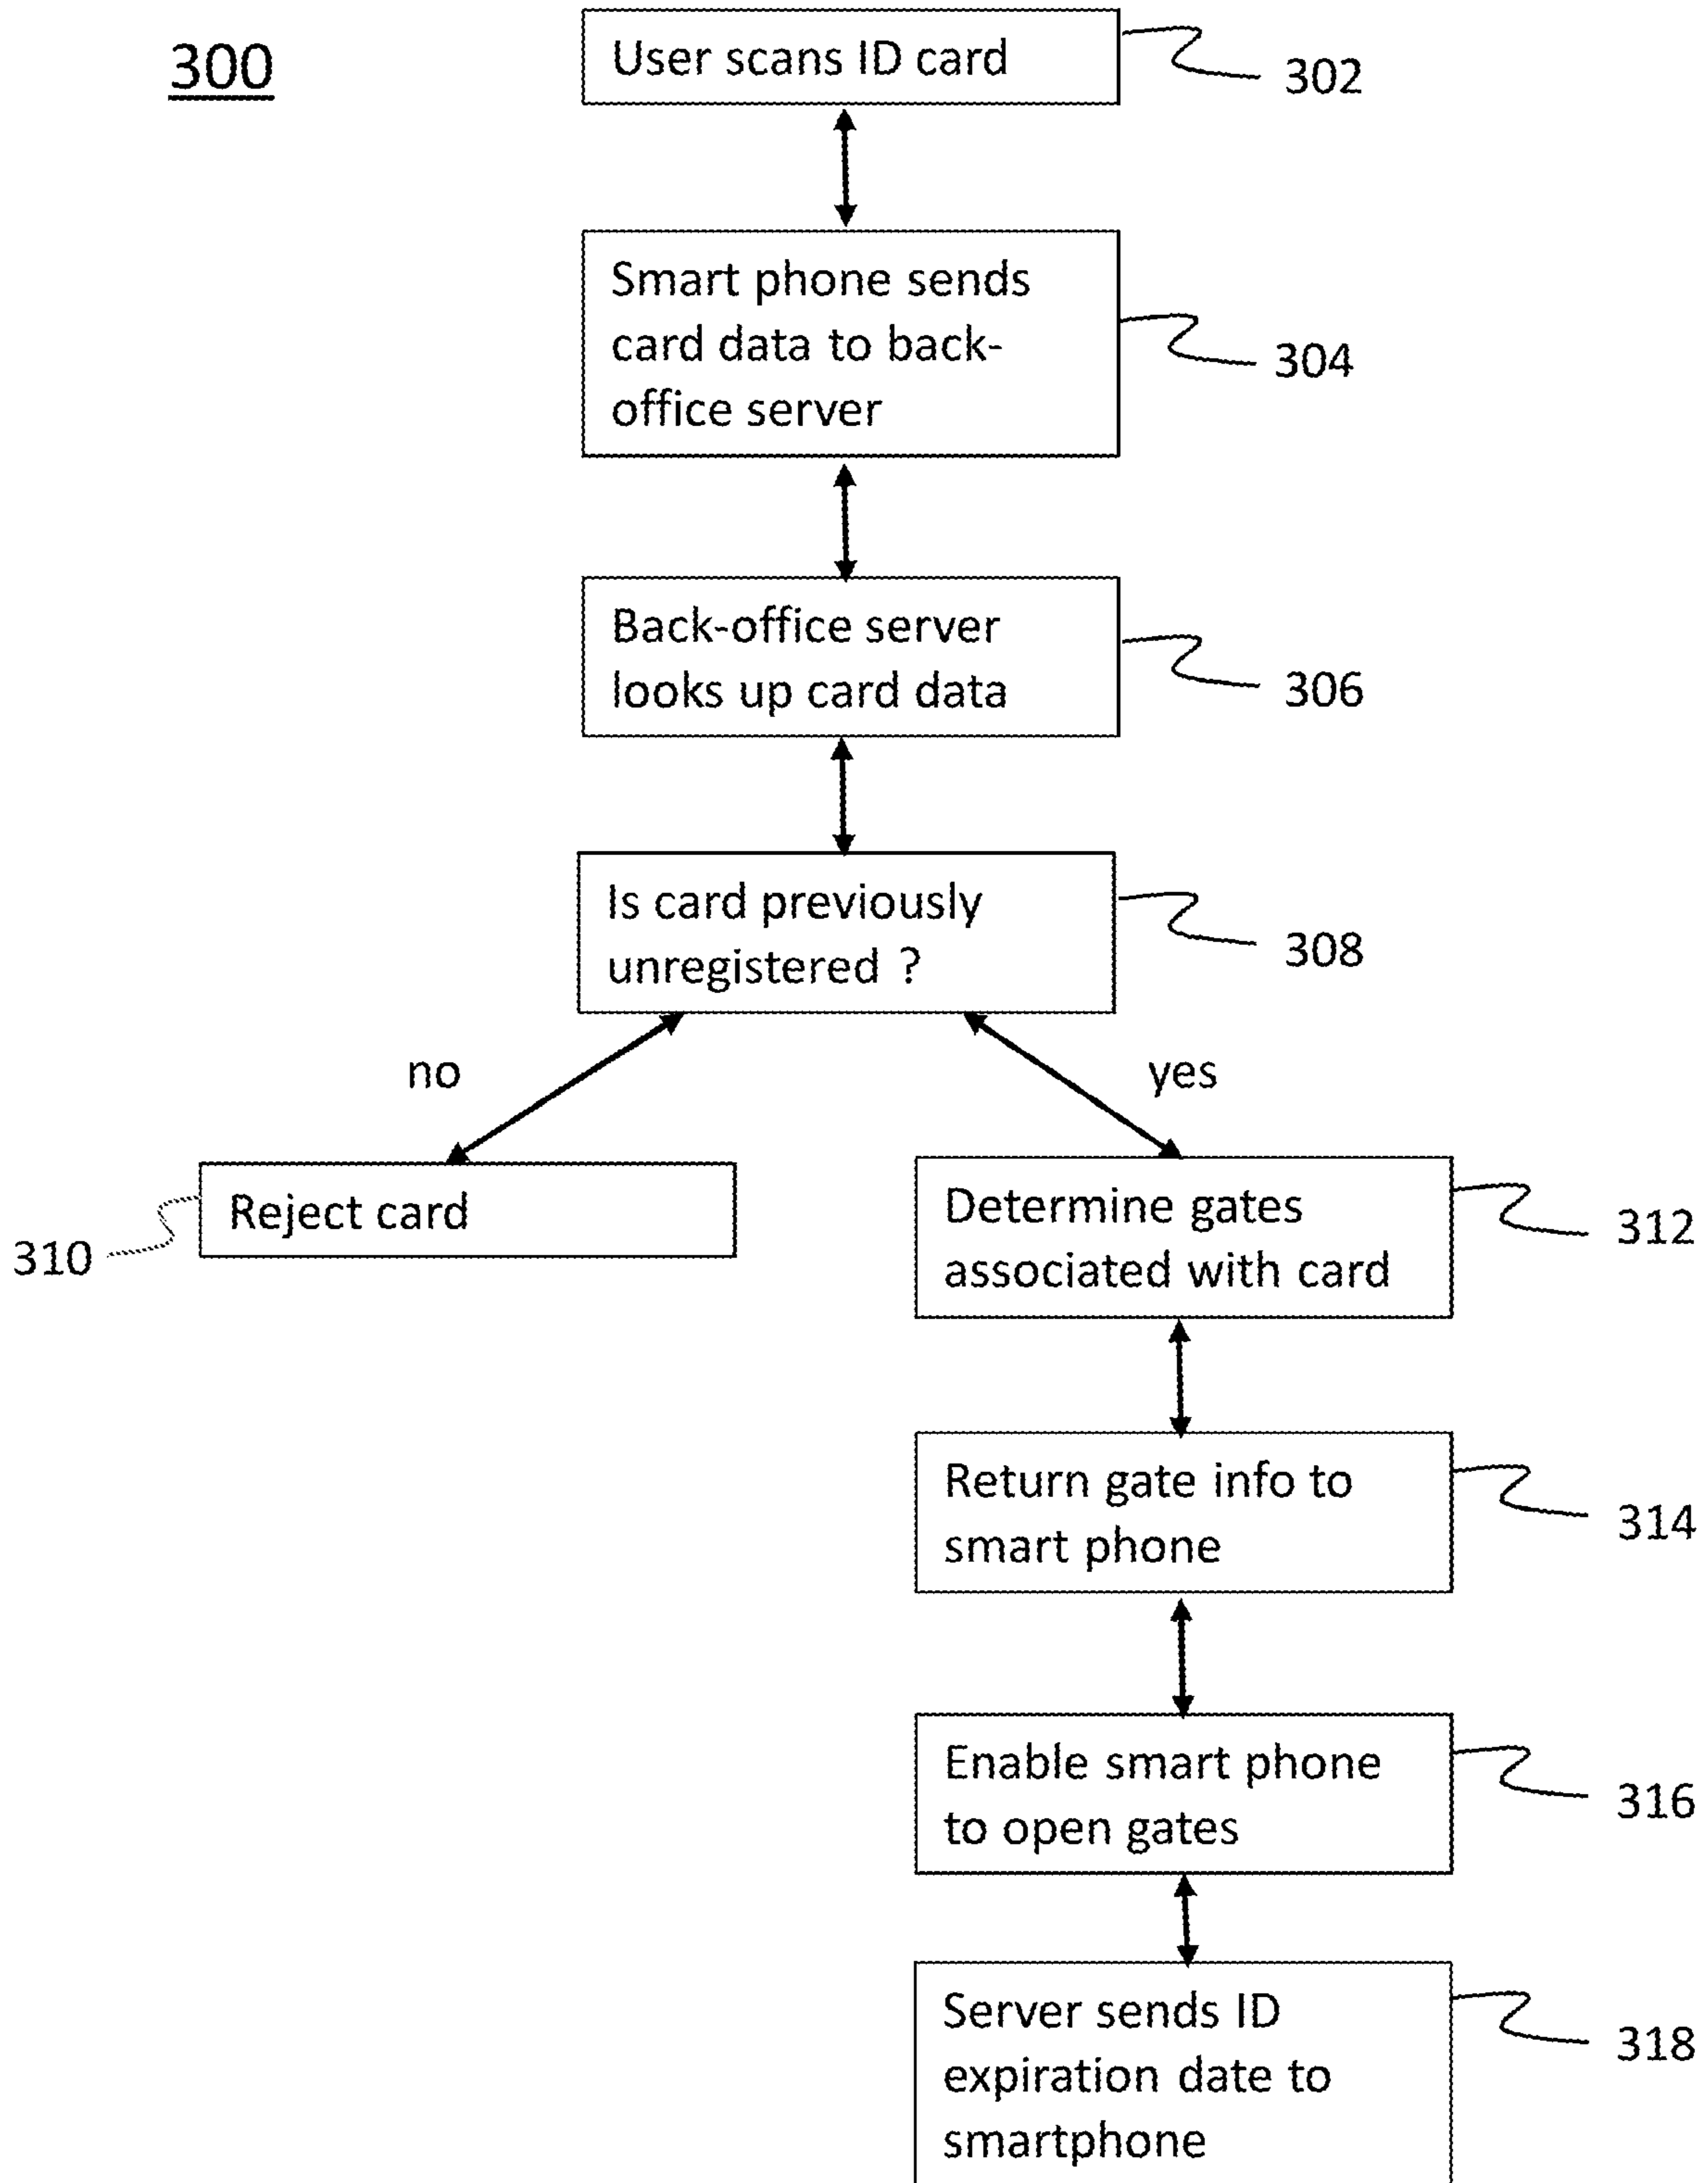 300
User scans ID card
302
Smart phone sends
card data to back-
office server
304
Back-office server
looks up card data
306
Is card previously
unregistered ?
308
no
yes
Reject card
310
Determine gates
associated with card
312
Return gate info to
smart phone
314
Enable smart phone
to open gates
316
Server sends ID
expiration date to
smartphone
318